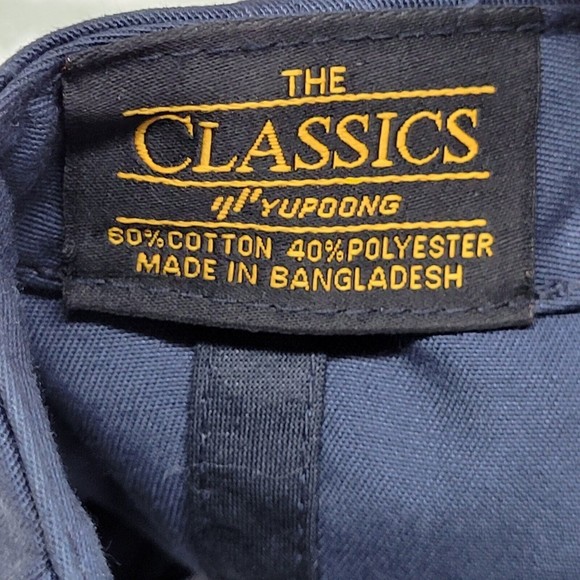 THE
CLASSICS
YUPOONG
60% COTTON 40% POLYESTER
MADE IN BANGLADESH